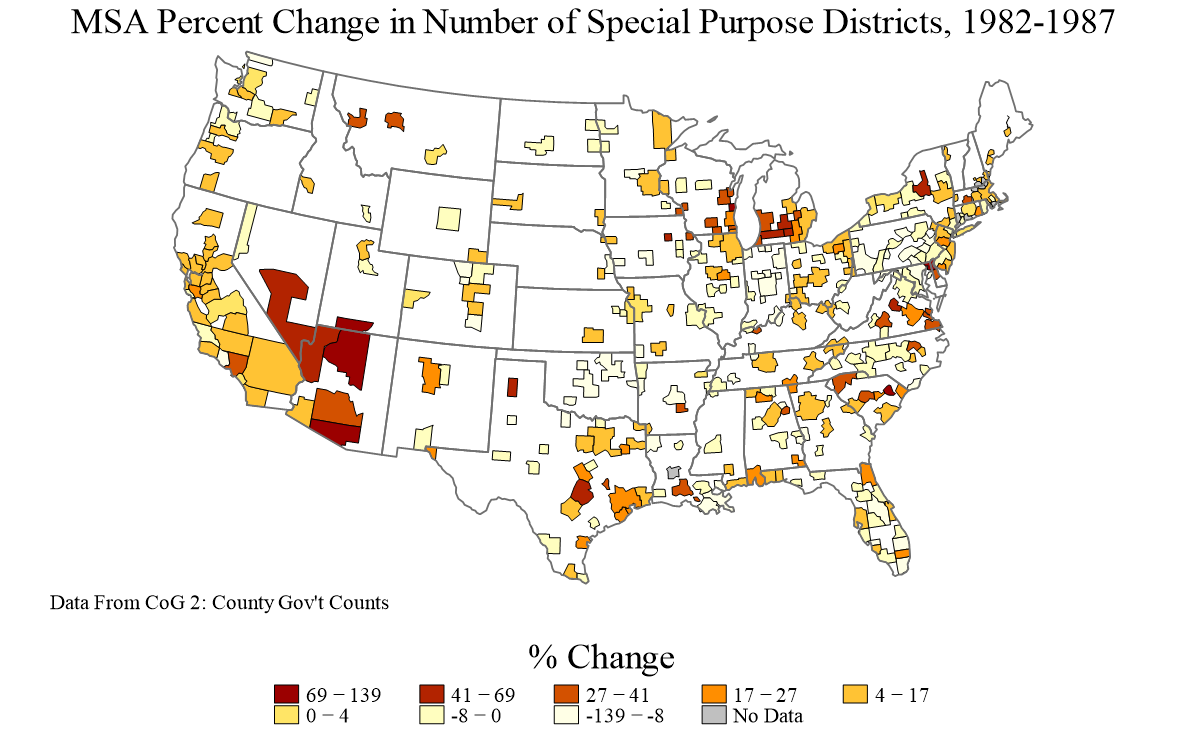 MSA Percent Change in Number of Special Purpose Districts, 1982-1987
Data From CoG 2: County Gov't Counts
% Change
69 − 139 41 − 69 27 − 41 17 − 27 4 − 17
0 − 4 -8 − 0 -139 − -8 No Data